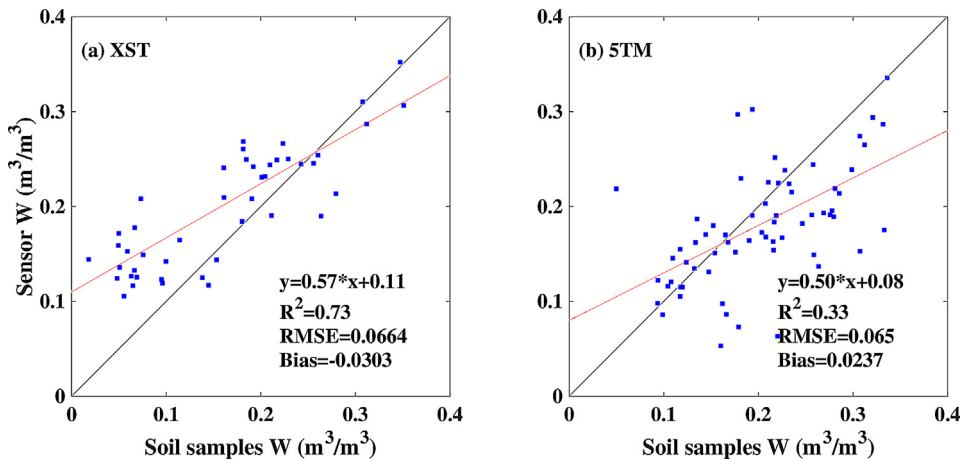 (a) XST
Sensor W (m³/m³)
0.4
0.3
0.2
0.1
0
y=0.57*x+0.11
R²=0.73
RMSE=0.0664
Bias=-0.0303
0 0.1 0.2 0.3 0.4
Soil samples W (m³/m³)
(b) 5TM
0.4
0.3
0.2
0.1
0
y=0.50*x+0.08
R²=0.33
RMSE=0.065
Bias=0.0237
0 0.1 0.2 0.3 0.4
Soil samples W (m³/m³)